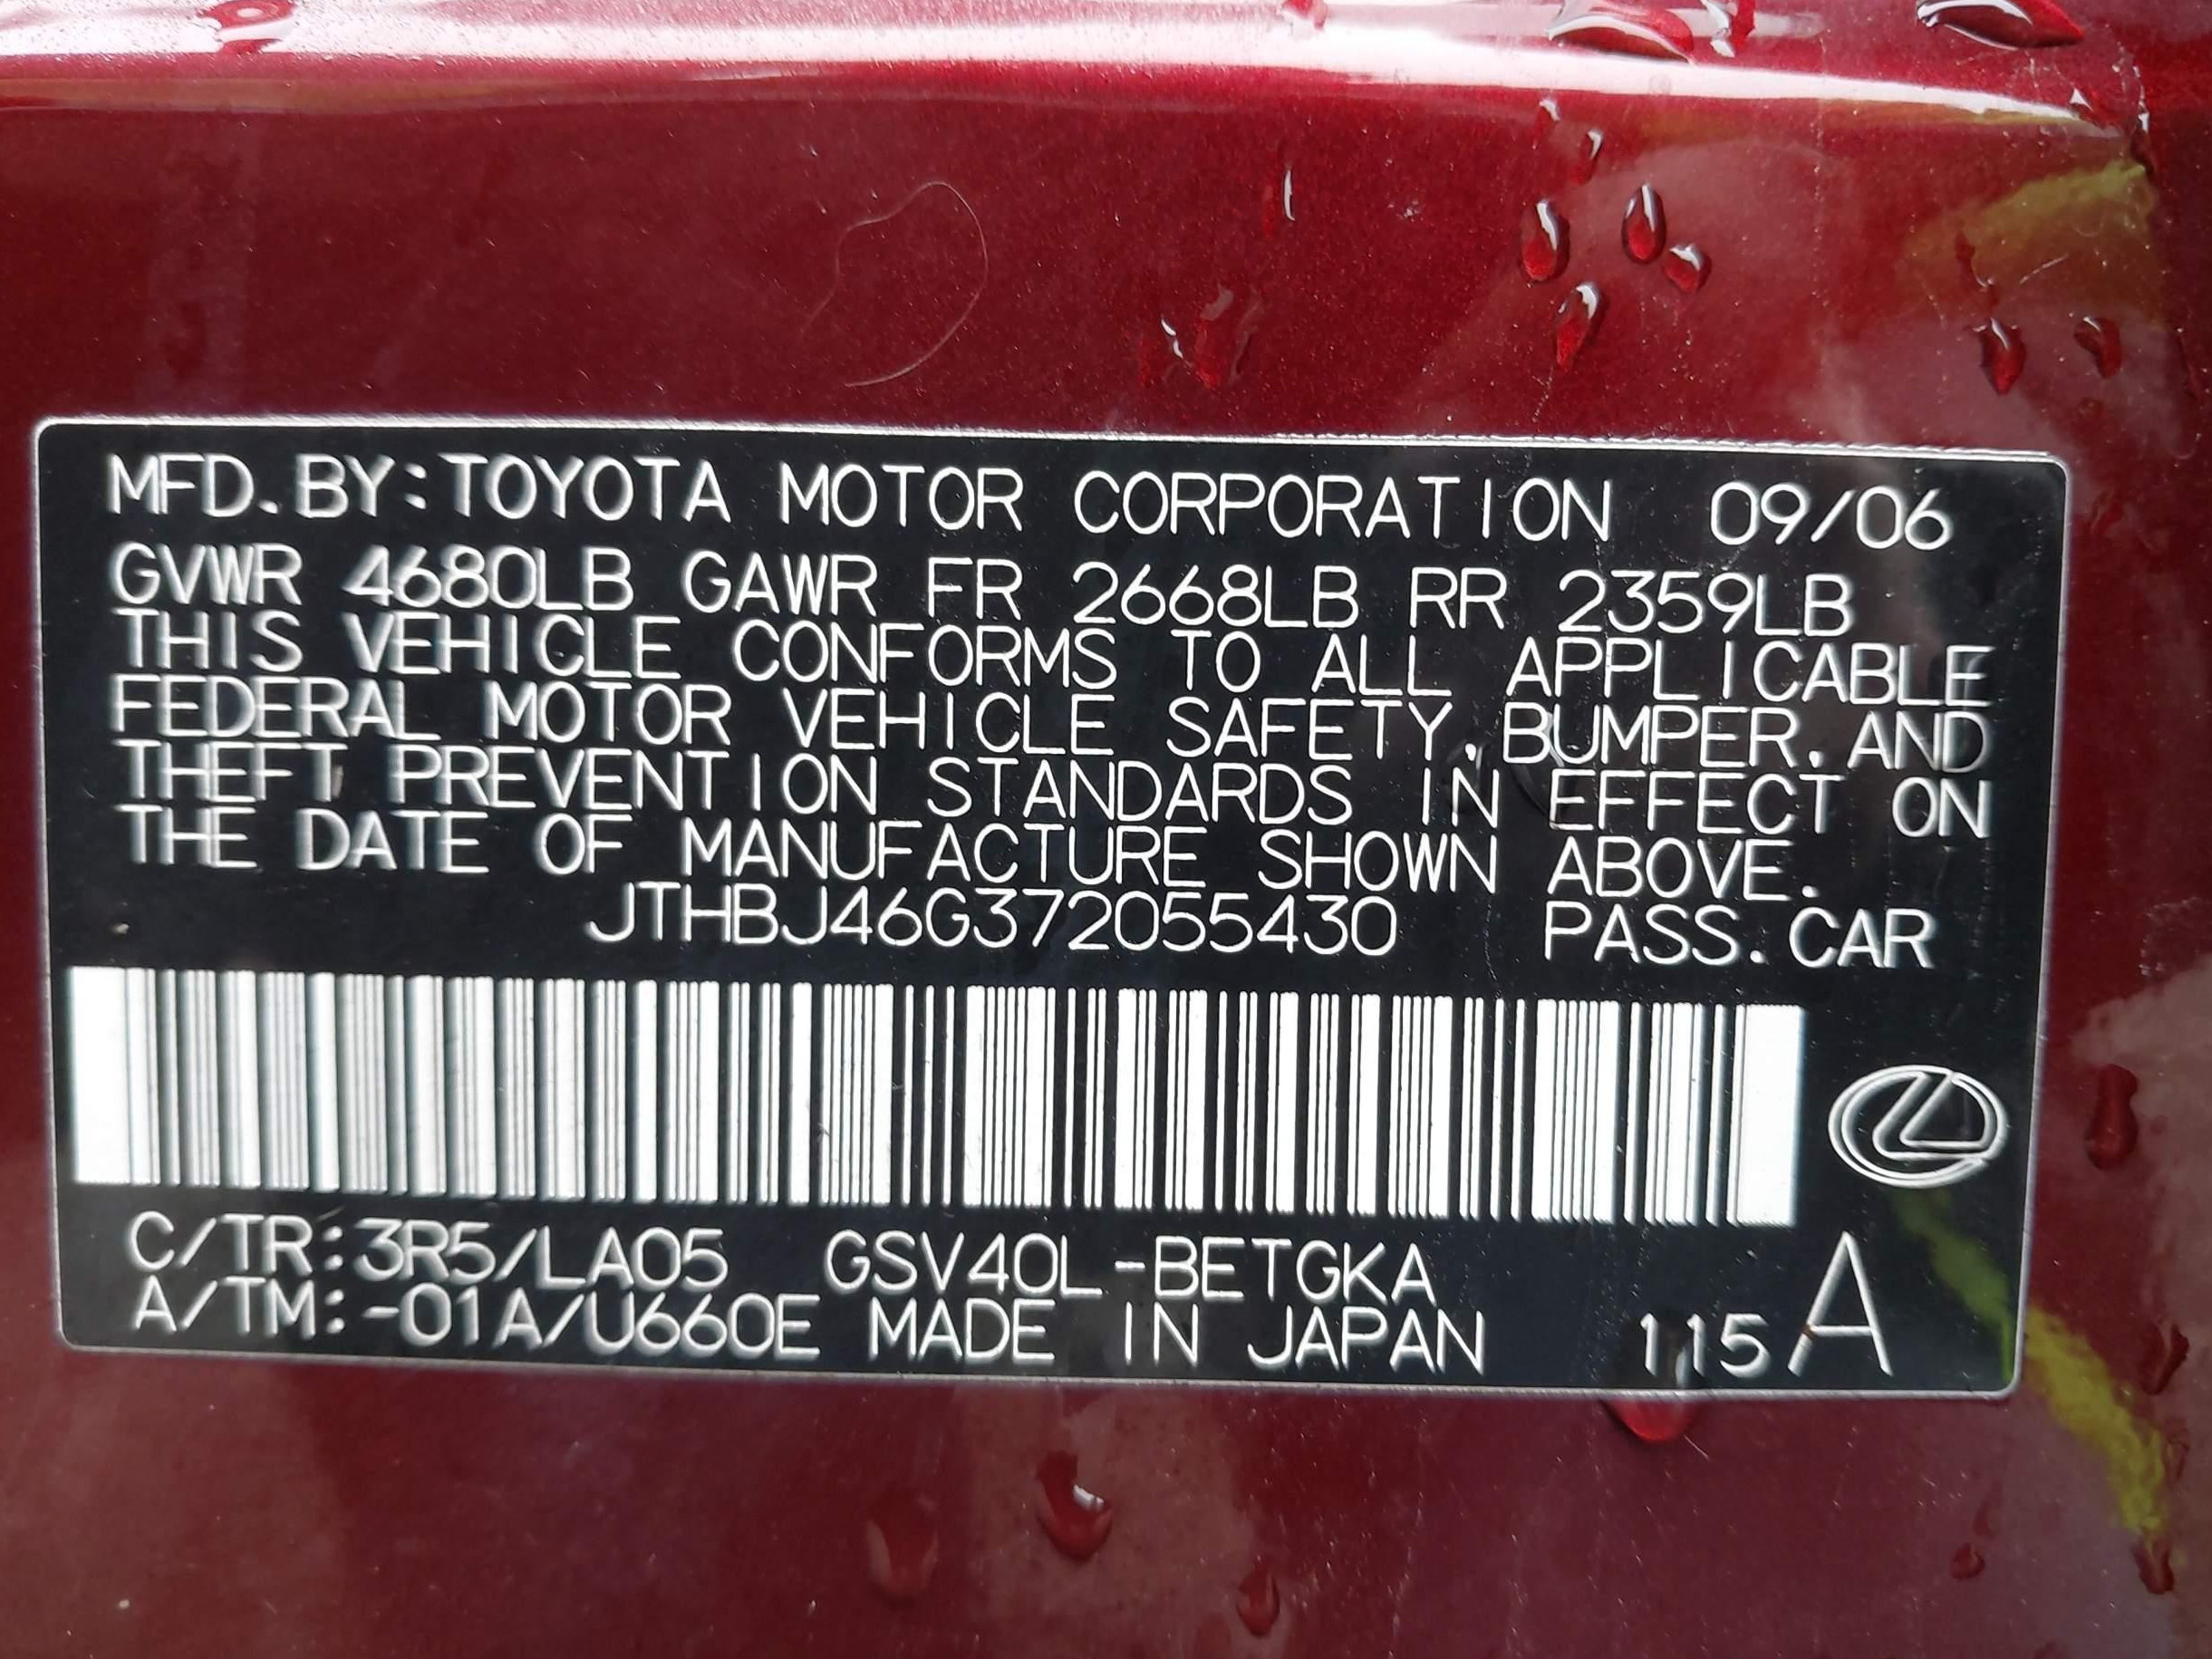 MFD. BY: TOYOTA MOTOR CORPORATION 09/06
GVWR 4680LB GAWR FR 2668LB RR 2359LB
THIS VEHICLE CONFORMS TO ALL APPLICABLE
FEDERAL MOTOR VEHICLE SAFETY, BUMPER, AND
THEFT PREVENTION STANDARDS IN EFFECT ON
THE DATE OF MANUFACTURE SHOWN ABOVE.
JTHBJ46G372055430 PASS. CAR
C/TR: 3R5/LA05 GSV40L-BETGKA
A/TM: -01A/U660E MADE IN JAPAN 115 A